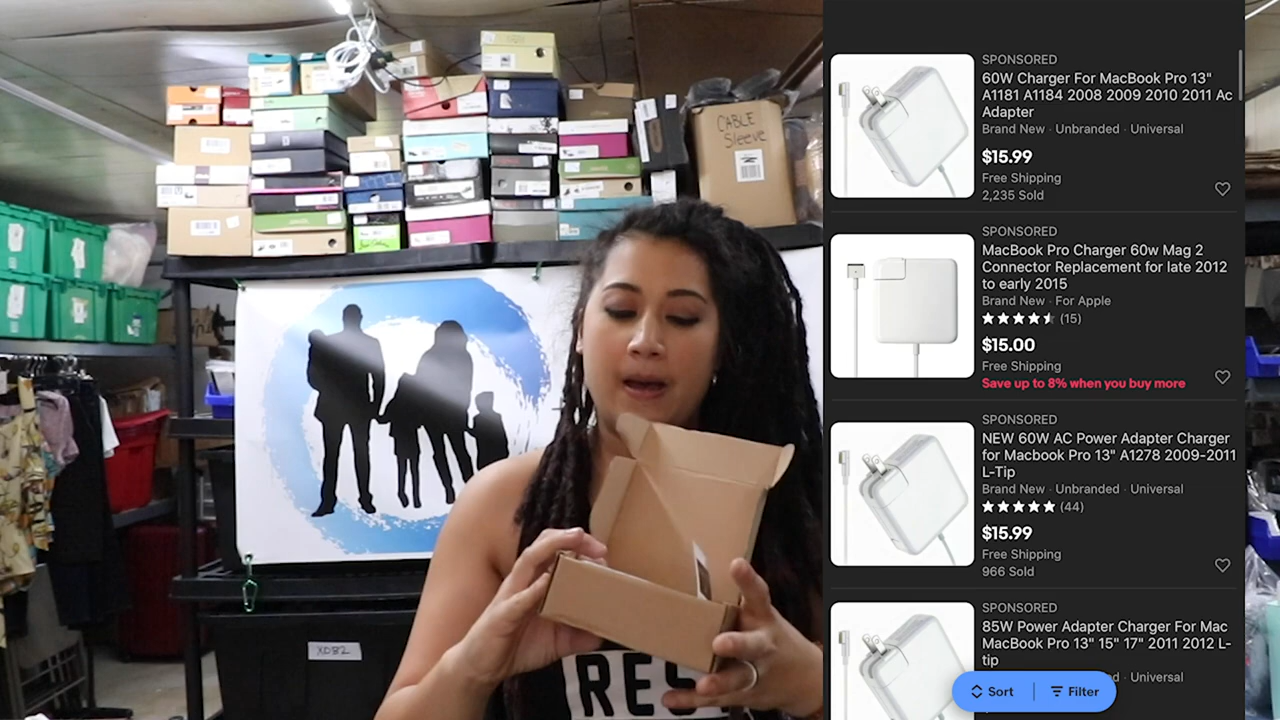 CABLE
Sleeve
XOB2
RES
SPONSORED
60W Charger For MacBook Pro 13"
A1181 A1184 2008 2009 2010 2011 Ac
Adapter
Brand New · Unbranded · Universal
$15.99
Free Shipping
2,235 Sold
SPONSORED
MacBook Pro Charger 60w Mag 2
Connector Replacement for late 2012
to early 2015
Brand New · For Apple
(15)
$15.00
Free Shipping
Save up to 8% when you buy more
SPONSORED
NEW 60W AC Power Adapter Charger
for Macbook Pro 13" A1278 2009-2011
L-Tip
Brand New · Unbranded · Universal
(44)
$15.99
Free Shipping
966 Sold
SPONSORED
85W Power Adapter Charger For Mac
MacBook Pro 13" 15" 17" 2011 2012 L-
tip
Universal
Sort
Filter